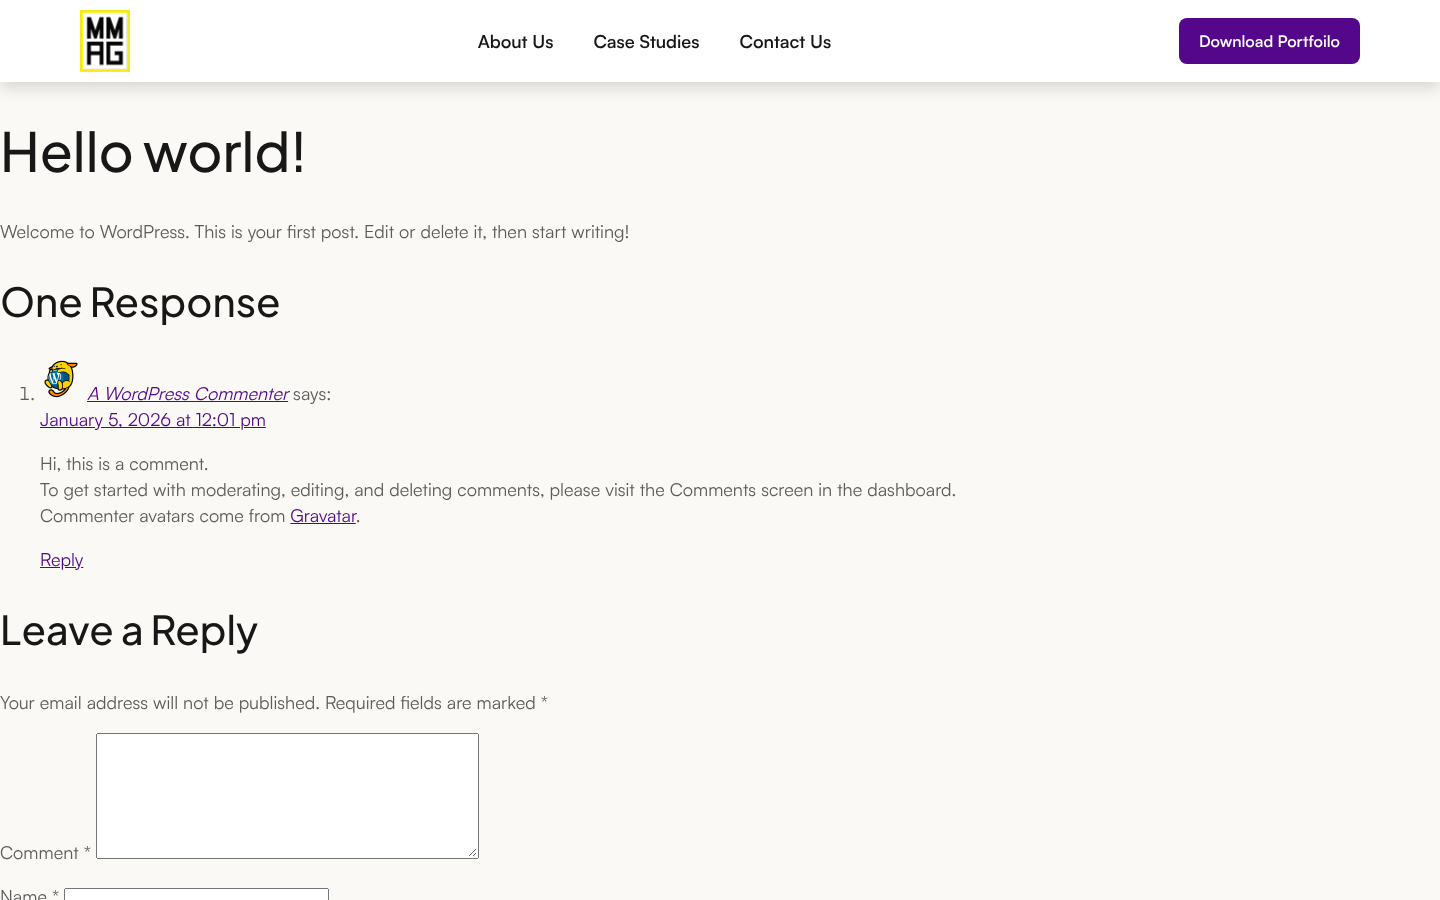 MM
AG
About Us
Case Studies
Contact Us
Download Portfoilo
Hello world!
Welcome to WordPress. This is your first post. Edit or delete it, then start writing!
One Response
1. A WordPress Commenter says:
January 5, 2026 at 12:01 pm
Hi, this is a comment.
To get started with moderating, editing, and deleting comments, please visit the Comments screen in the dashboard.
Commenter avatars come from Gravatar.
Reply
Leave a Reply
Your email address will not be published. Required fields are marked *
Comment *
Name *